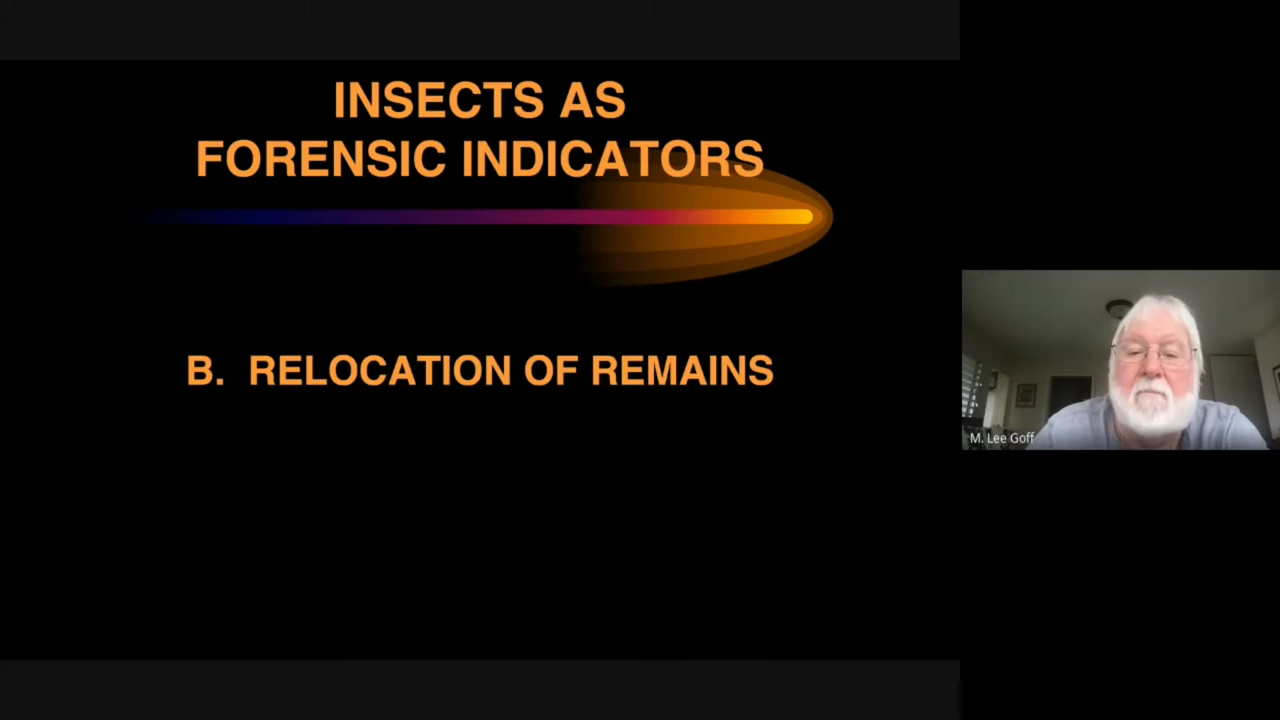 INSECTS AS
FORENSIC INDICATORS
B. RELOCATION OF REMAINS
M. Lee Goff